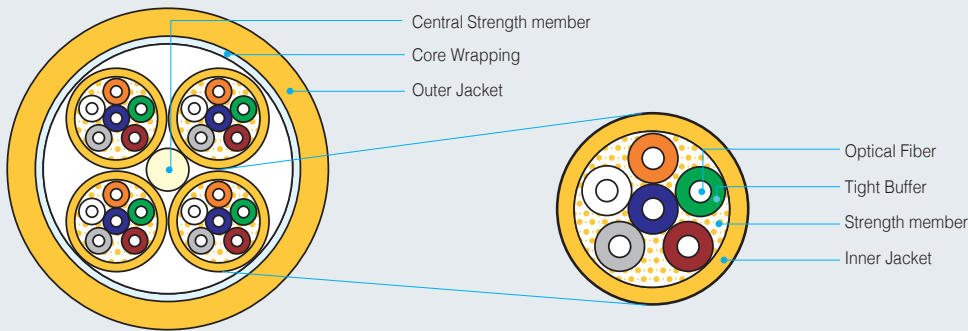 Central Strength member
Core Wrapping
Outer Jacket
Optical Fiber
Tight Buffer
Strength member
Inner Jacket